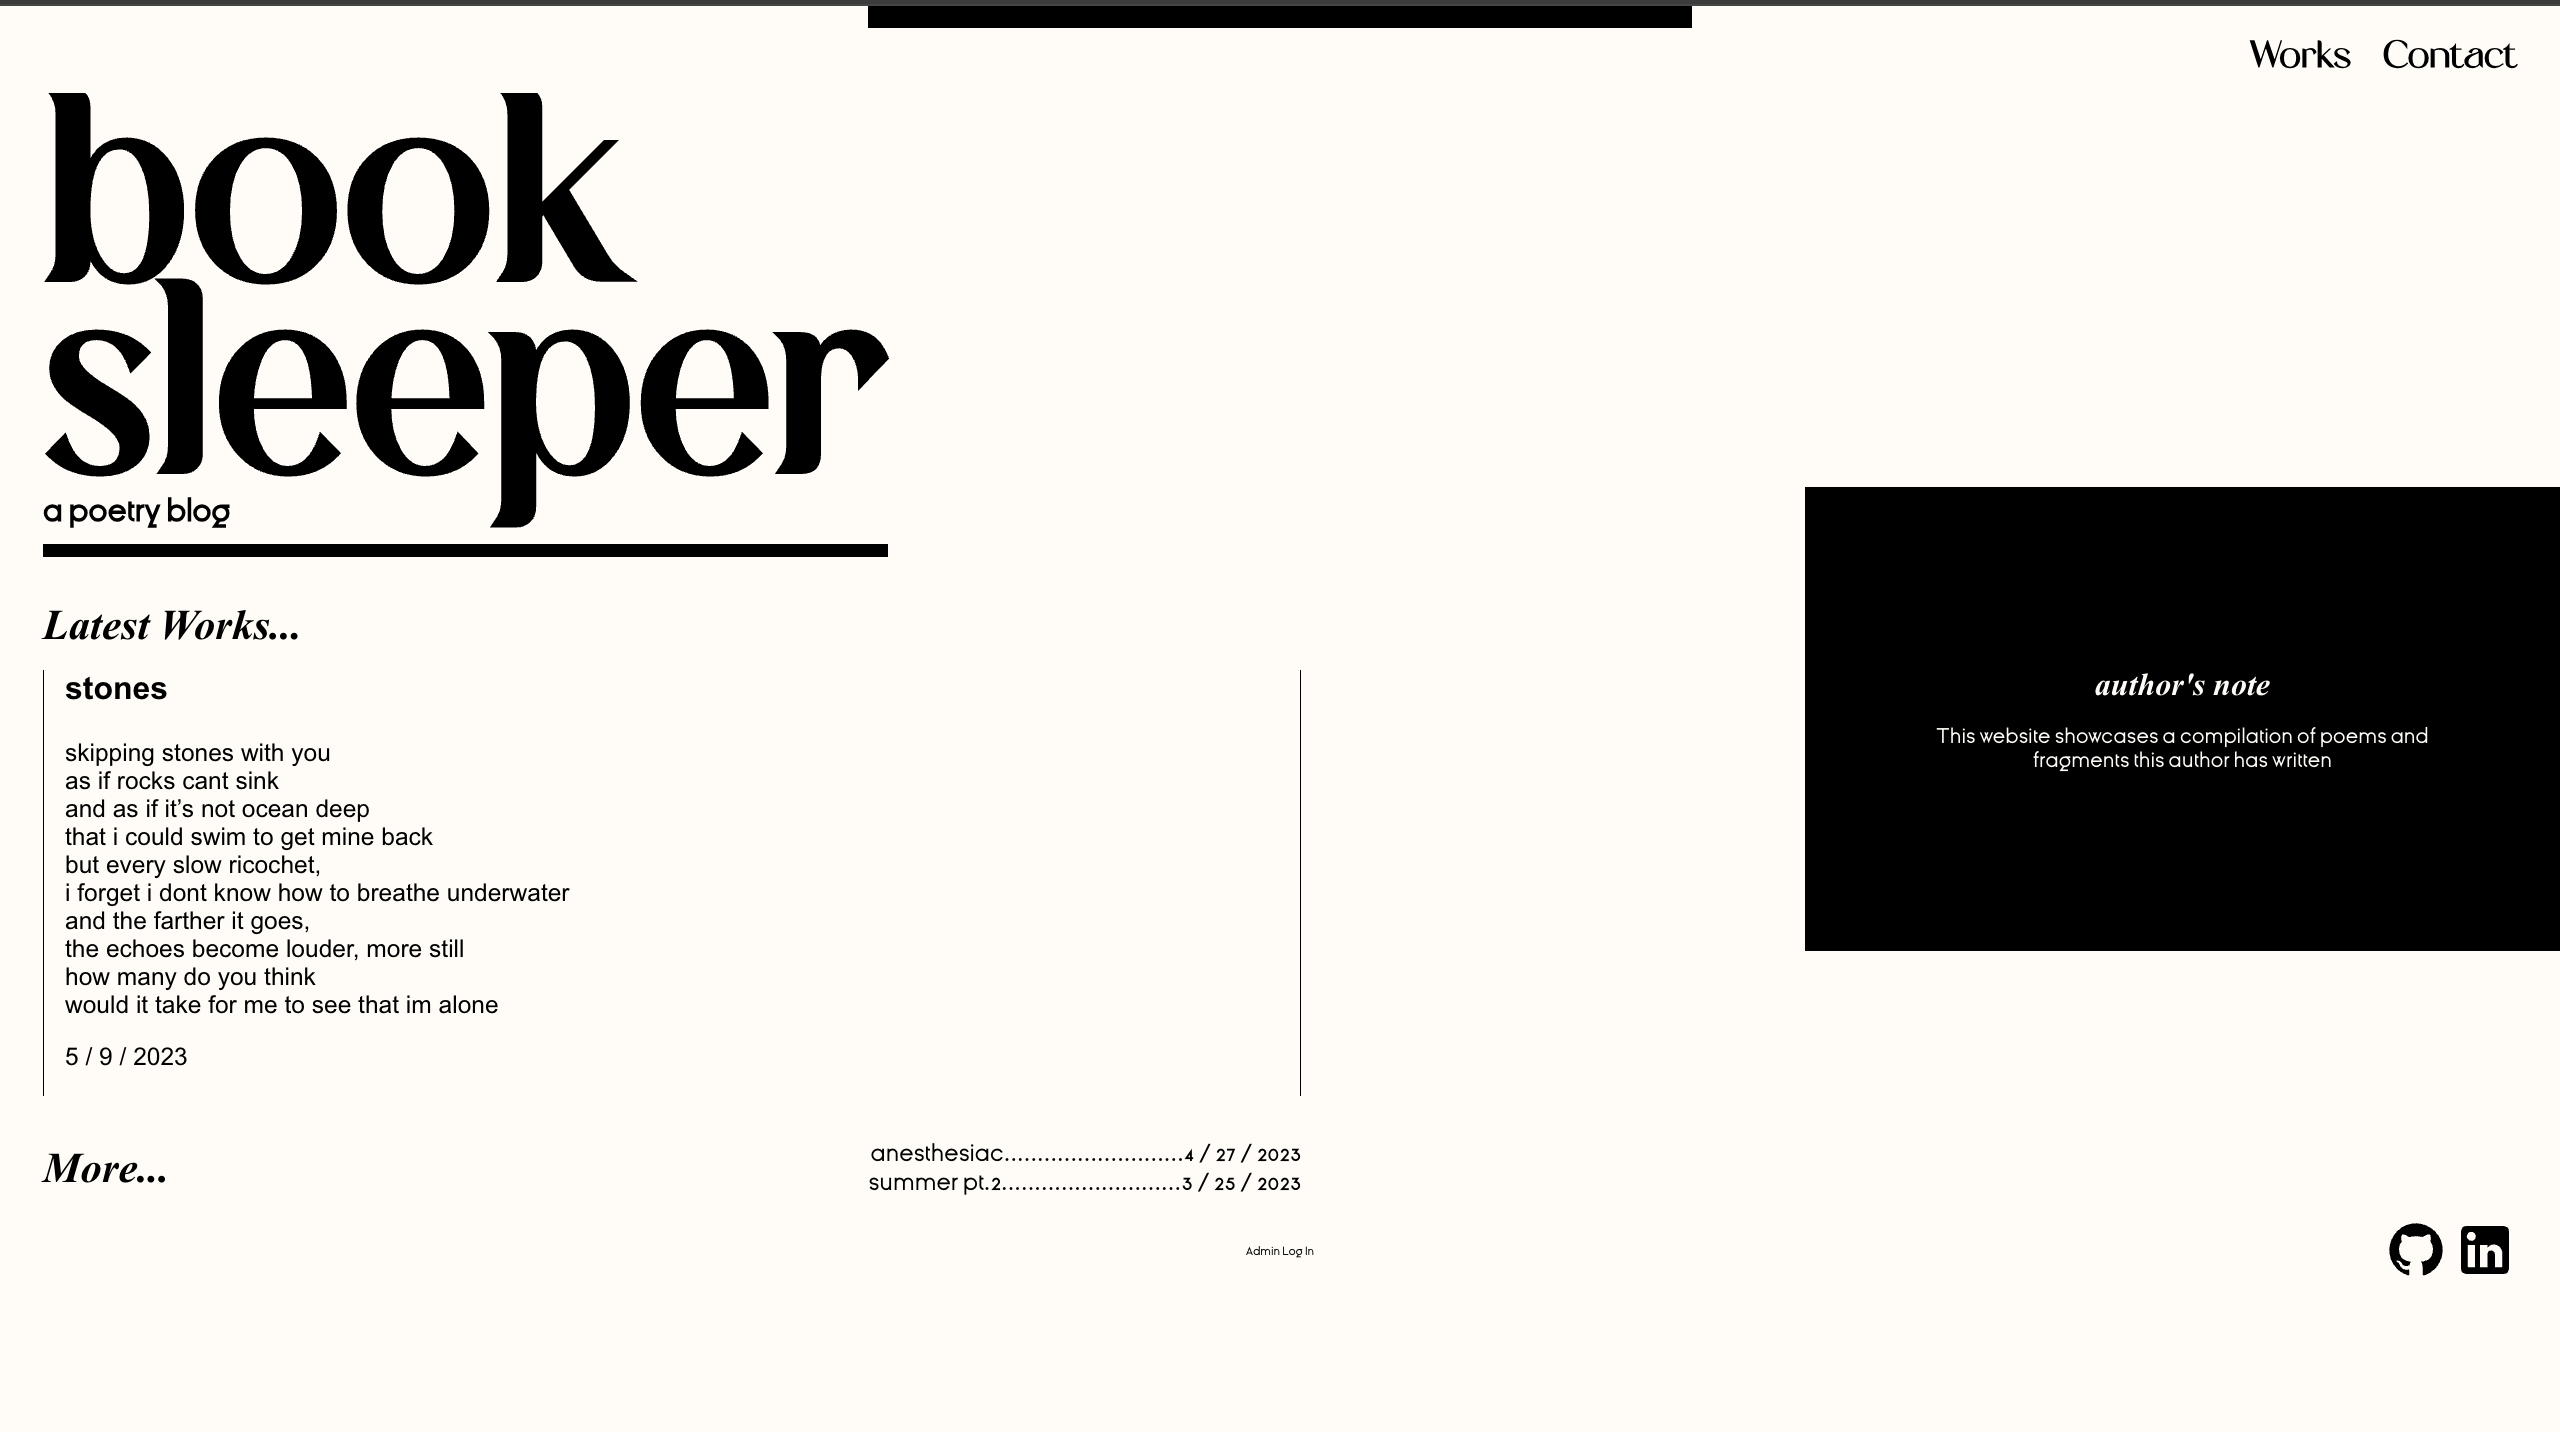 Works Contact
book
sleeper
a poetry blog
Latest Works...
stones
skipping stones with you
as if rocks cant sink
and as if it’s not ocean deep
that i could swim to get mine back
but every slow ricochet,
i forget i dont know how to breathe underwater
and the farther it goes,
the echoes become louder, more still
how many do you think
would it take for me to see that im alone
5 / 9 / 2023
author's note
This website showcases a compilation of poems and
fragments this author has written
More...
anesthesiac...........................4 / 27 / 2023
summer pt.2...........................3 / 25 / 2023
Admin Log In
in